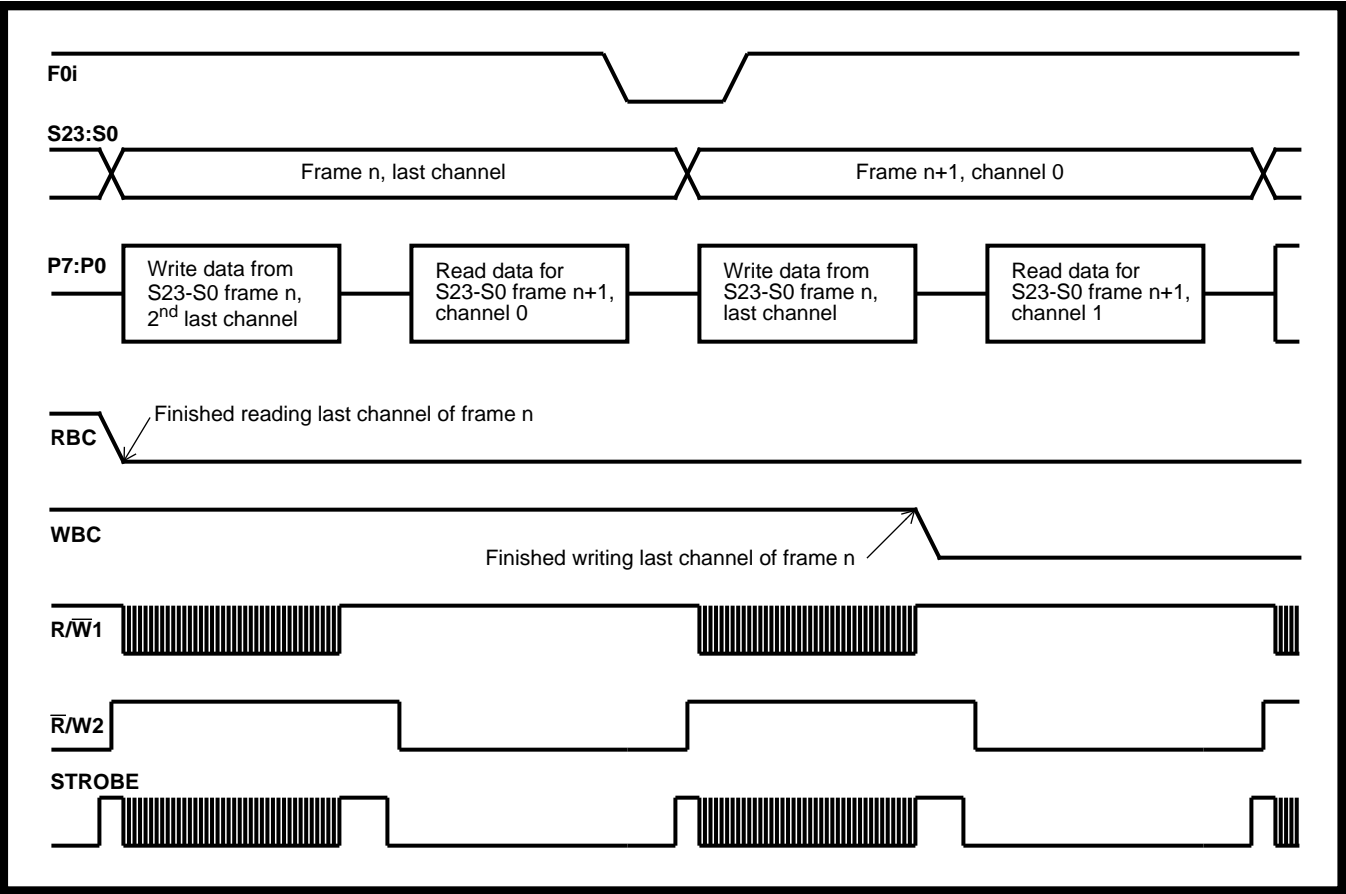 F0i
S23:S0
Frame n, last channel
Frame n+1, channel 0
P7:P0
Write data from
S23-S0 frame n,
2nd last channel
Read data for
S23-S0 frame n+1,
channel 0
Write data from
S23-S0 frame n,
last channel
Read data for
S23-S0 frame n+1,
channel 1
Finished reading last channel of frame n
RBC
WBC
Finished writing last channel of frame n
R/W̅1
R̅/W2
STROBE